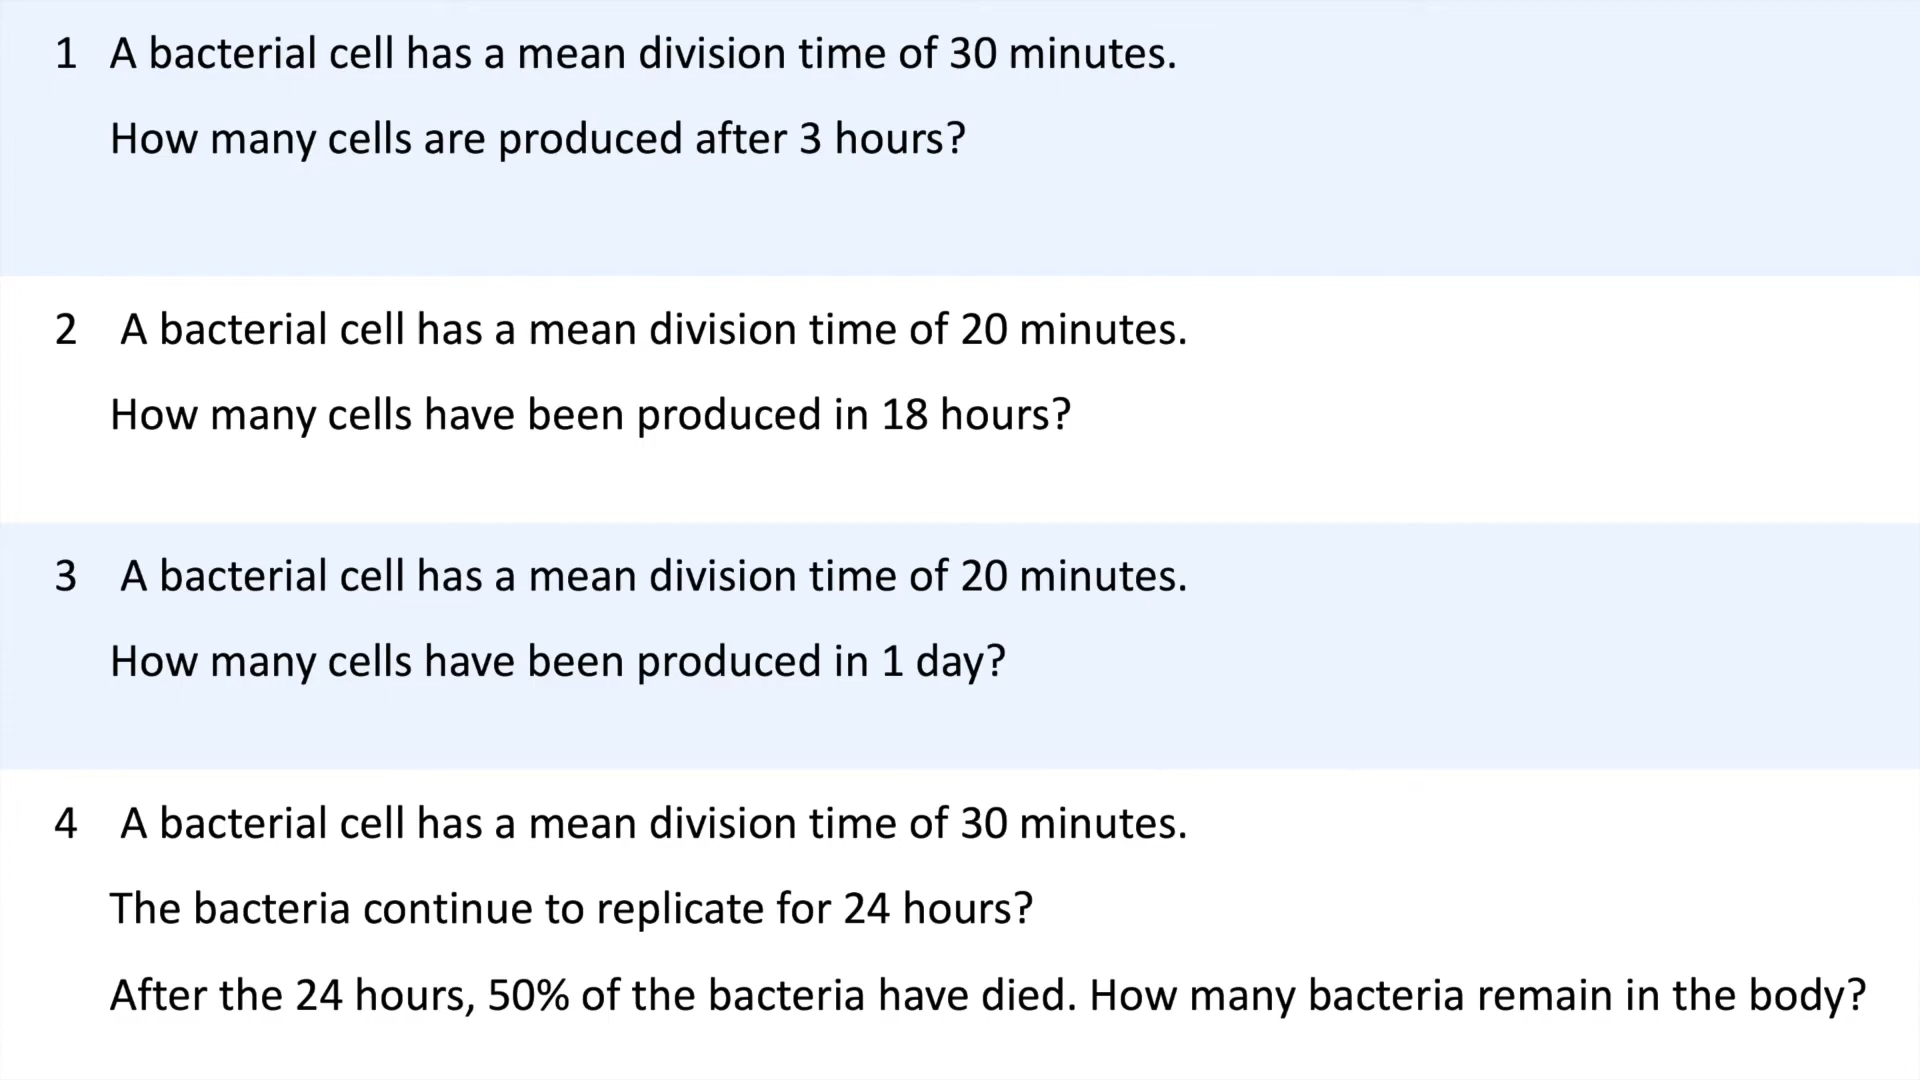 1 A bacterial cell has a mean division time of 30 minutes.
How many cells are produced after 3 hours?
2 A bacterial cell has a mean division time of 20 minutes.
How many cells have been produced in 18 hours?
3 A bacterial cell has a mean division time of 20 minutes.
How many cells have been produced in 1 day?
4 A bacterial cell has a mean division time of 30 minutes.
The bacteria continue to replicate for 24 hours?
After the 24 hours, 50% of the bacteria have died. How many bacteria remain in the body?